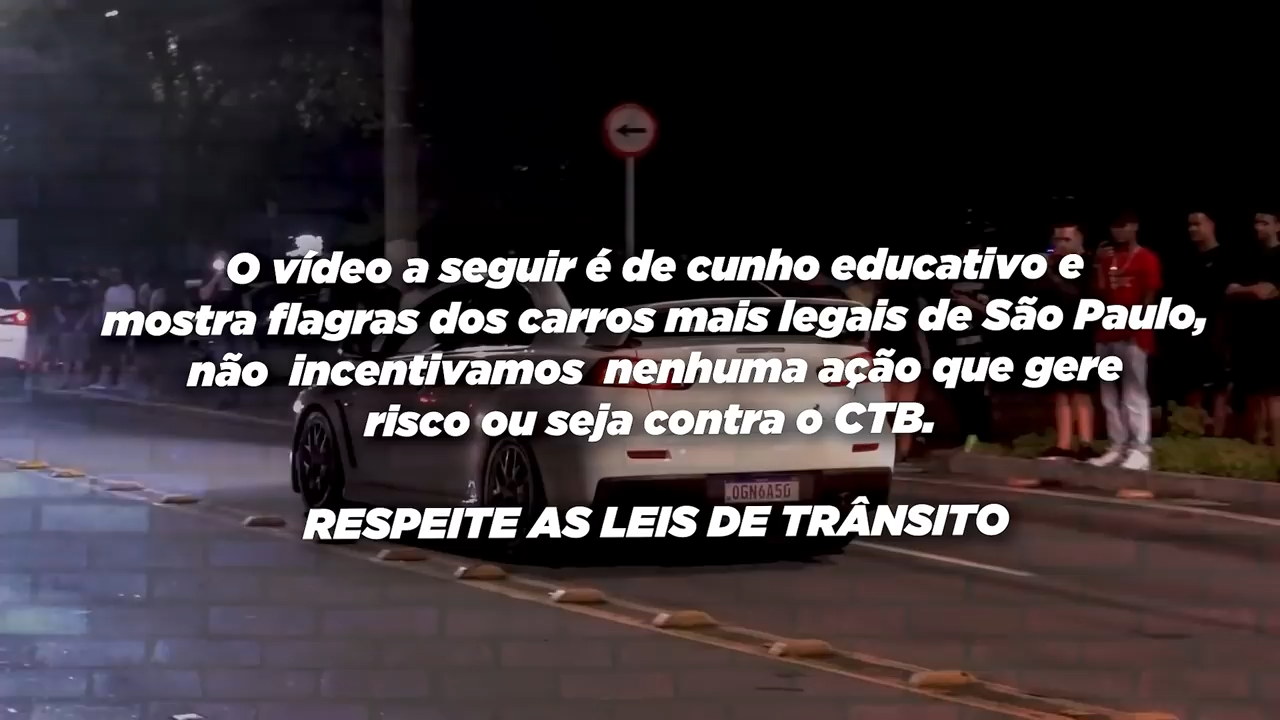 O vídeo a seguir é de cunho educativo e
mostra flagras dos carros mais legais de São Paulo,
não incentivamos nenhuma ação que gere
risco ou seja contra o CTB.
OGN6A5G
RESPEITE AS LEIS DE TRÂNSITO